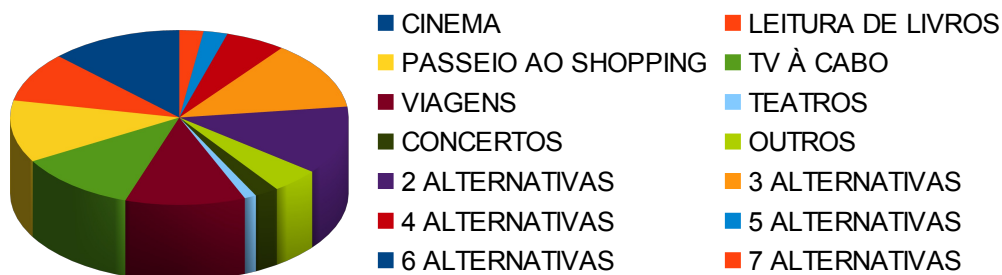 CINEMA LEITURA DE LIVROS
PASSEIO AO SHOPPING TV À CABO
VIAGENS TEATROS
CONCERTOS OUTROS
2 ALTERNATIVAS 3 ALTERNATIVAS
4 ALTERNATIVAS 5 ALTERNATIVAS
6 ALTERNATIVAS 7 ALTERNATIVAS